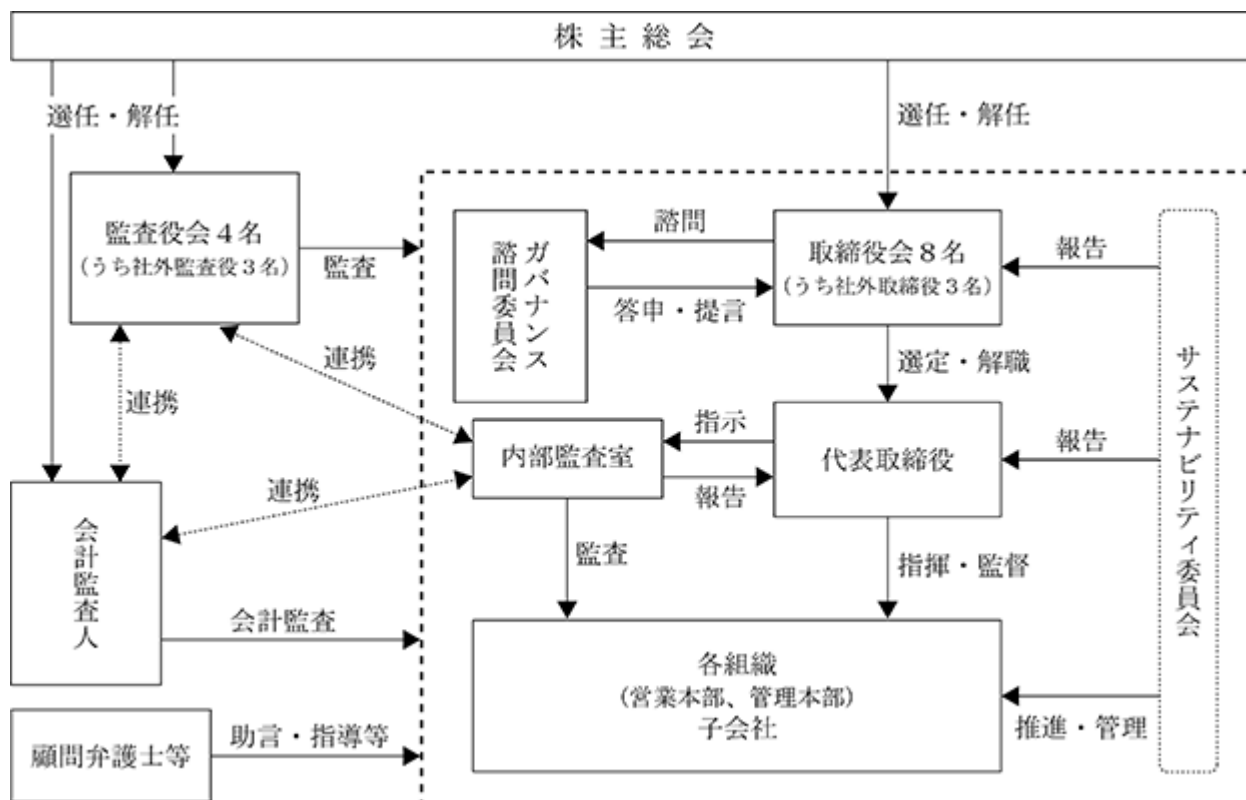 株主総会
選任・解任
選任・解任
監査役会4名
（うち社外監査役3名）
監査
ガバナンス
諮問委員会
諮問
答申・提言
取締役会8名
（うち社外取締役3名）
報告
サステナビリティ委員会
連携
連携
選定・解職
内部監査室
指示
報告
代表取締役
報告
連携
会計監査人
監査
指揮・監督
会計監査
各組織
（営業本部、管理本部）
子会社
推進・管理
顧問弁護士等
助言・指導等